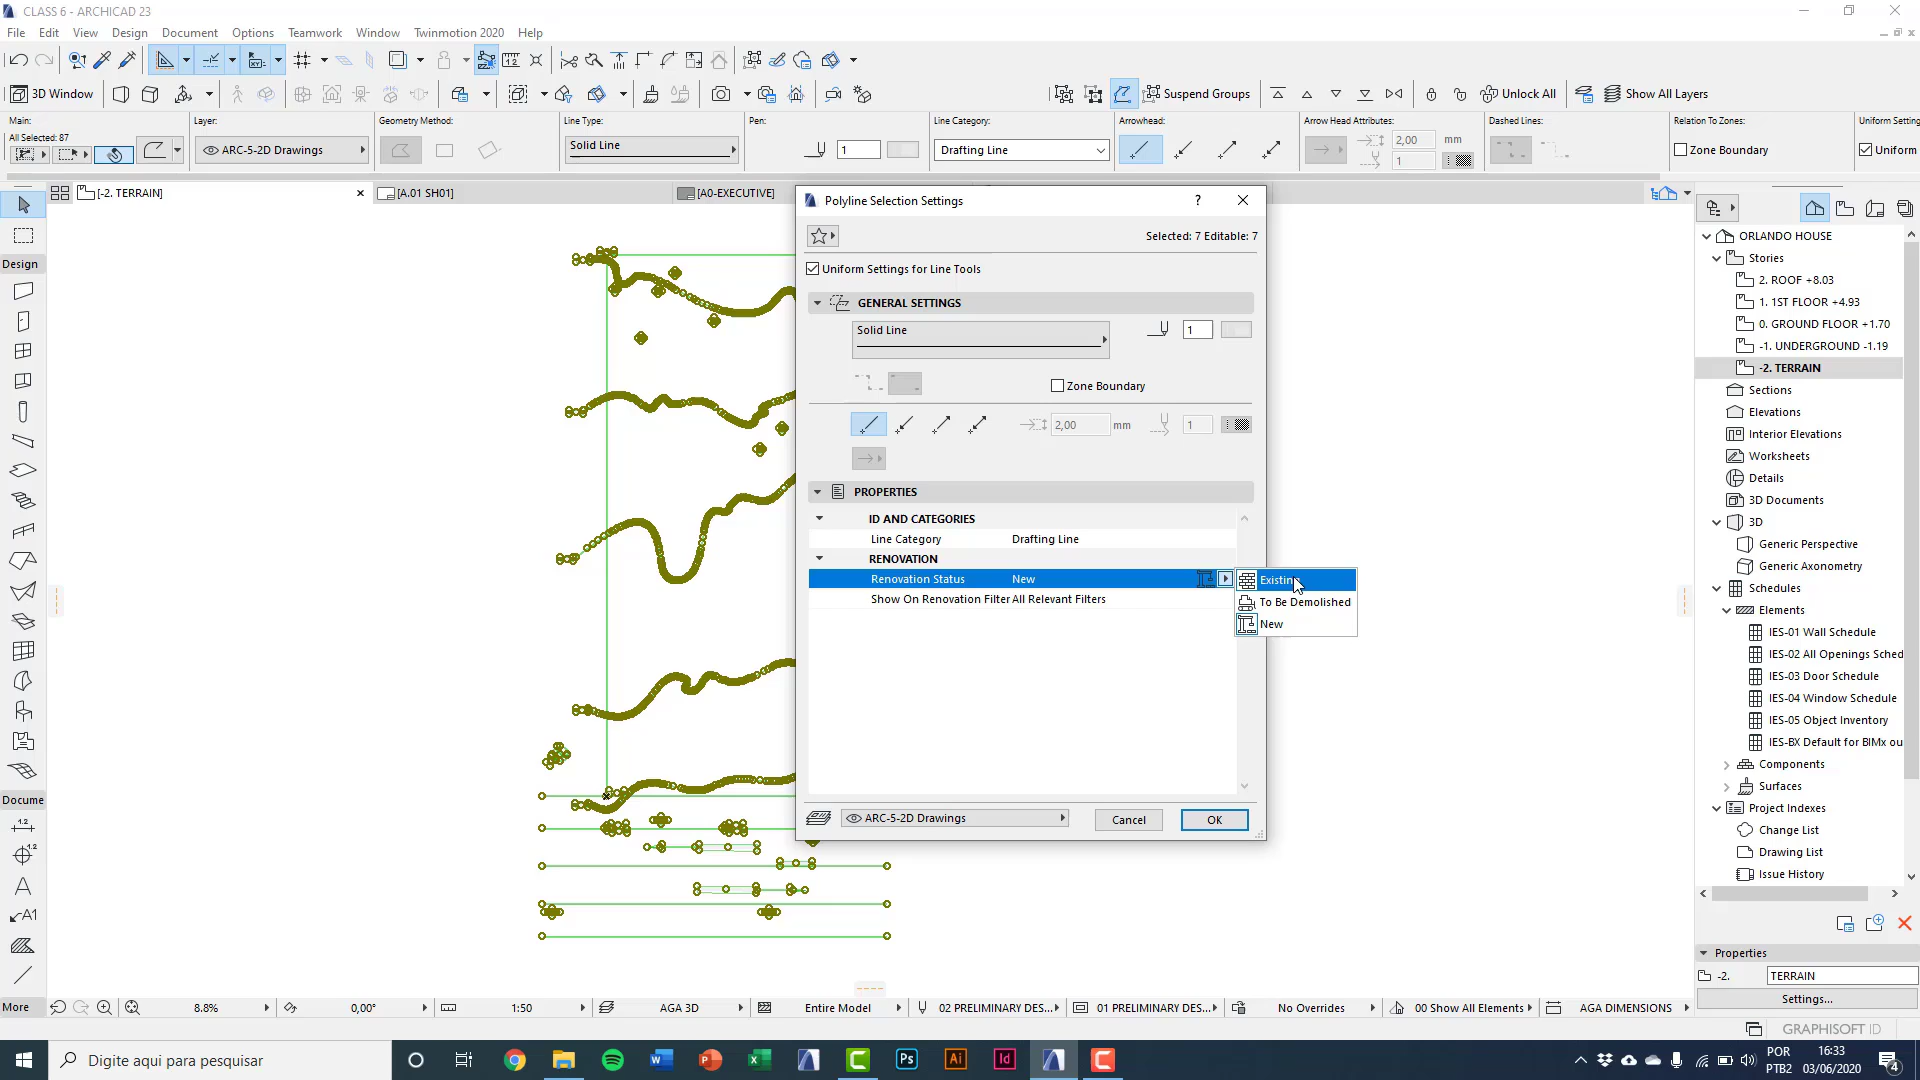 CLASS 6 - ARCHICAD 23
File Edit View Design Document Options Teamwork Window Twinmotion 2020 Help
3D Window
Suspend Groups
Unlock All
Show All Layers
Main:
All Selected: 87
Layer:
ARC-5-2D Drawings
Geometry Method:
Line Type:
Solid Line
Pen:
1
Line Category:
Drafting Line
Arrowhead:
Arrow Head Attributes:
2,00 mm
1
Dashed Lines:
Relation To Zones:
Zone Boundary
Uniform Setting
Uniform
[-2. TERRAIN]
[A.01 SH01]
[A0-EXECUTIVE]
Design
Docume
More
Polyline Selection Settings
?
Selected: 7 Editable: 7
Uniform Settings for Line Tools
GENERAL SETTINGS
Solid Line
1
Zone Boundary
2,00 mm 1
PROPERTIES
ID AND CATEGORIES
Line Category Drafting Line
RENOVATION
Renovation Status New
Show On Renovation Filter All Relevant Filters
Existing
To Be Demolished
New
ARC-5-2D Drawings
Cancel
OK
ORLANDO HOUSE
Stories
2. ROOF +8.03
1. 1ST FLOOR +4.93
0. GROUND FLOOR +1.70
-1. UNDERGROUND -1.19
-2. TERRAIN
Sections
Elevations
Interior Elevations
Worksheets
Details
3D Documents
3D
Generic Perspective
Generic Axonometry
Schedules
Elements
IES-01 Wall Schedule
IES-02 All Openings Sched
IES-03 Door Schedule
IES-04 Window Schedule
IES-05 Object Inventory
IES-BX Default for BIMx ou
Components
Surfaces
Project Indexes
Change List
Drawing List
Issue History
Properties
-2. TERRAIN
Settings...
8.8%
0,00°
1:50
AGA 3D
Entire Model
02 PRELIMINARY DES...
01 PRELIMINARY DES...
No Overrides
00 Show All Elements
AGA DIMENSIONS
GRAPHISOFT ID
Digite aqui para pesquisar
POR
PTB2
16:33
03/06/2020
4